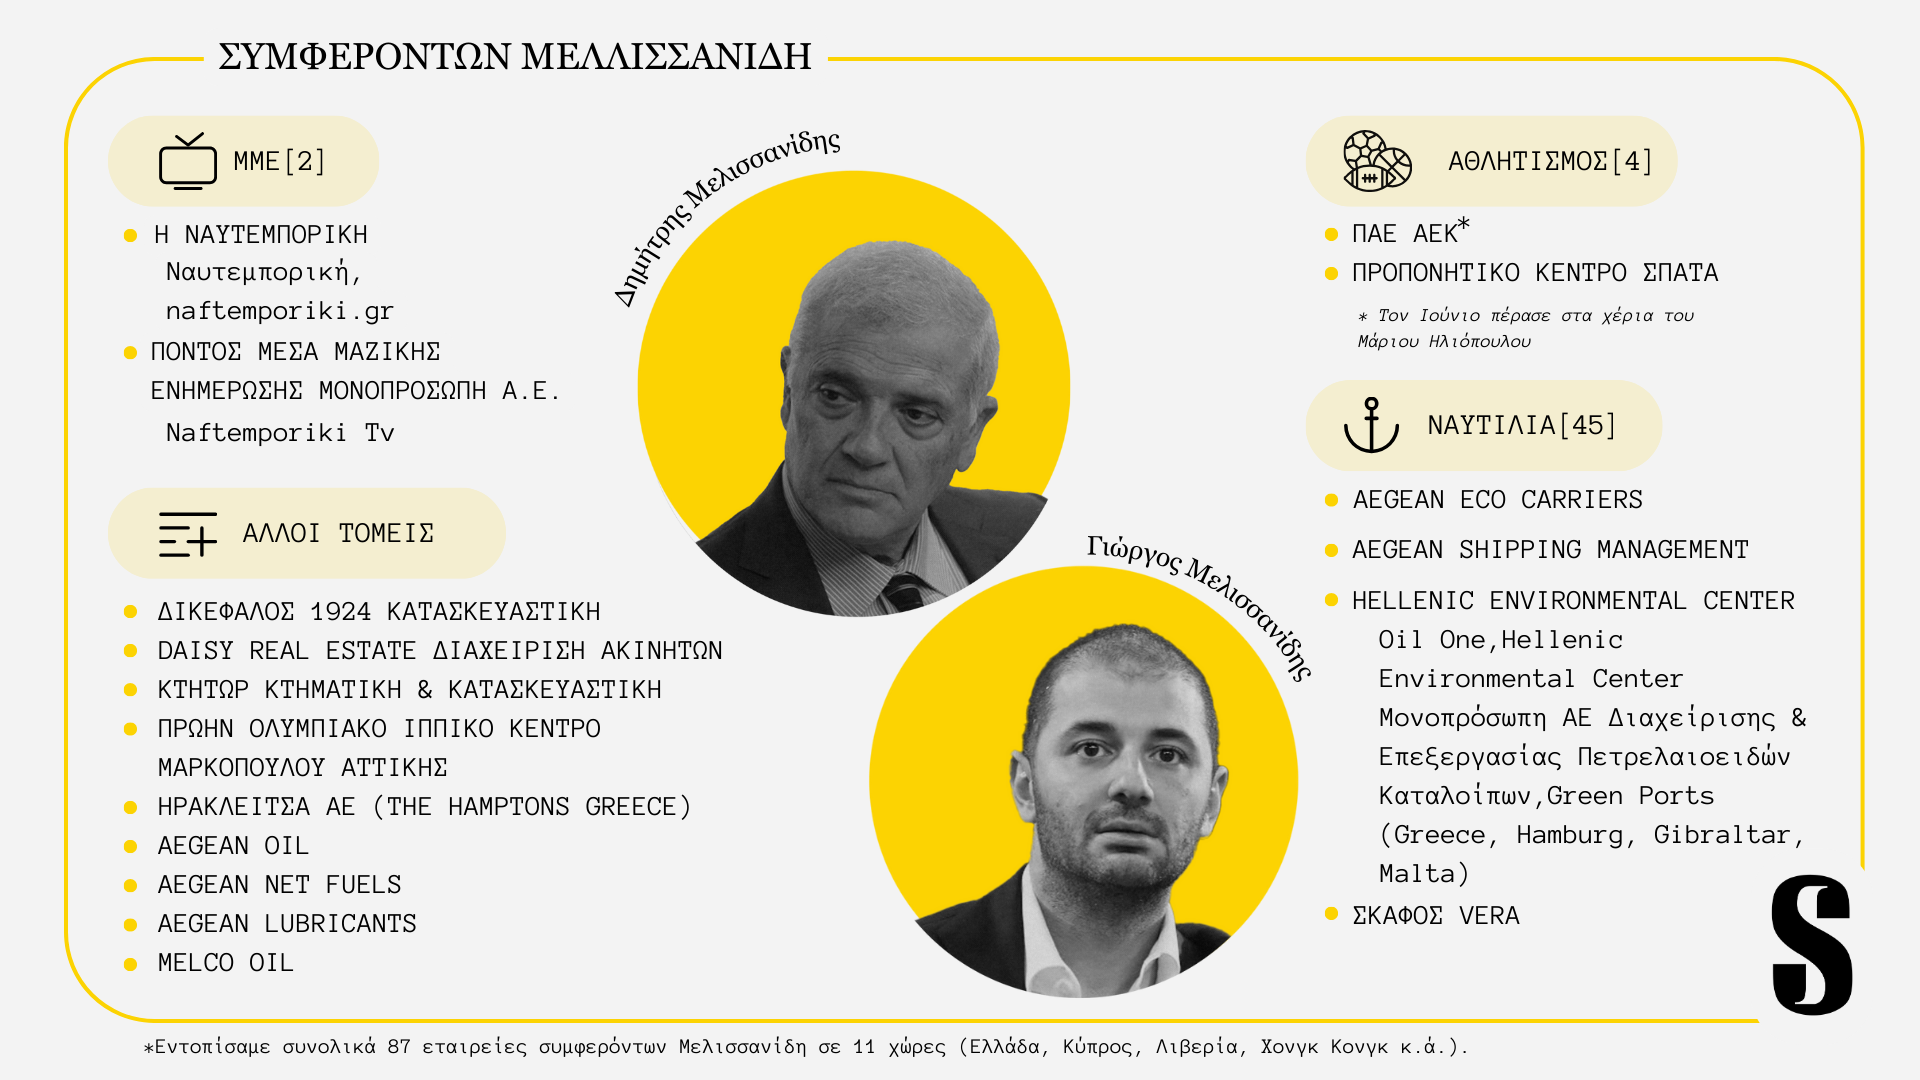 ΣΥΜΦΕΡΟΝΤΩΝ ΜΕΛΛΙΣΣΑΝΙΔΗ
ΜΜΕ[2]
Η ΝΑΥΤΕΜΠΟΡΙΚΗ
Ναυτεμπορική,
naftemporiki.gr
ΠΟΝΤΟΣ ΜΕΣΑ ΜΑΖΙΚΗΣ
ΕΝΗΜΕΡΩΣΗΣ ΜΟΝΟΠΡΟΣΩΠΗ Α.Ε.
Naftemporiki Tv
ΑΛΛΟΙ ΤΟΜΕΙΣ
ΔΙΚΕΦΑΛΟΣ 1924 ΚΑΤΑΣΚΕΥΑΣΤΙΚΗ
DAISY REAL ESTATE ΔΙΑΧΕΙΡΙΣΗ ΑΚΙΝΗΤΩΝ
ΚΤΗΤΩΡ ΚΤΗΜΑΤΙΚΗ & ΚΑΤΑΣΚΕΥΑΣΤΙΚΗ
ΠΡΩΗΝ ΟΛΥΜΠΙΑΚΟ ΙΠΠΙΚΟ ΚΕΝΤΡΟ
ΜΑΡΚΟΠΟΥΛΟΥ ΑΤΤΙΚΗΣ
ΗΡΑΚΛΕΙΤΣΑ ΑΕ (THE HAMPTONS GREECE)
AEGEAN OIL
AEGEAN NET FUELS
AEGEAN LUBRICANTS
MELCO OIL
Δημήτρης Μελισσανίδης
Γιώργος Μελισσανίδης
ΑΘΛΗΤΙΣΜΟΣ[4]
ΠΑΕ ΑΕΚ*
ΠΡΟΠΟΝΗΤΙΚΟ ΚΕΝΤΡΟ ΣΠΑΤΑ
* Τον Ιούνιο πέρασε στα χέρια του
Μάριου Ηλιόπουλου
ΝΑΥΤΙΛΙΑ[45]
AEGEAN ECO CARRIERS
AEGEAN SHIPPING MANAGEMENT
HELLENIC ENVIRONMENTAL CENTER
Oil One,Hellenic
Environmental Center
Μονοπρόσωπη ΑΕ Διαχείρισης &
Επεξεργασίας Πετρελαιοειδών
Καταλοίπων,Green Ports
(Greece, Hamburg, Gibraltar,
Malta)
ΣΚΑΦΟΣ VERA
S
*Εντοπίσαμε συνολικά 87 εταιρείες συμφερόντων Μελισσανίδη σε 11 χώρες (Ελλάδα, Κύπρος, Λιβερία, Χονγκ Κονγκ κ.ά.).